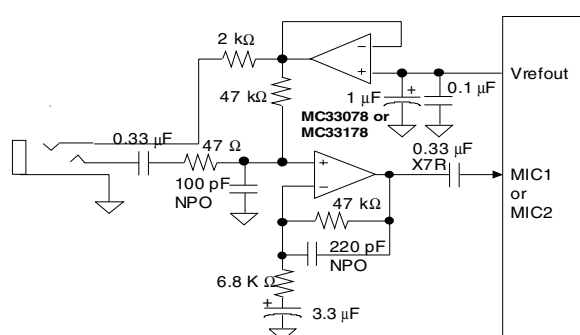 2 kΩ
47 kΩ
−
+
Vrefout
+
1 μF
0.1 μF
MC33078 or
MC33178
0.33 μF
47 Ω
100 pF
NPO
+
−
0.33 μF
X7R
MIC1
or
MIC2
47 kΩ
220 pF
NPO
6.8 K Ω
+
3.3 μF